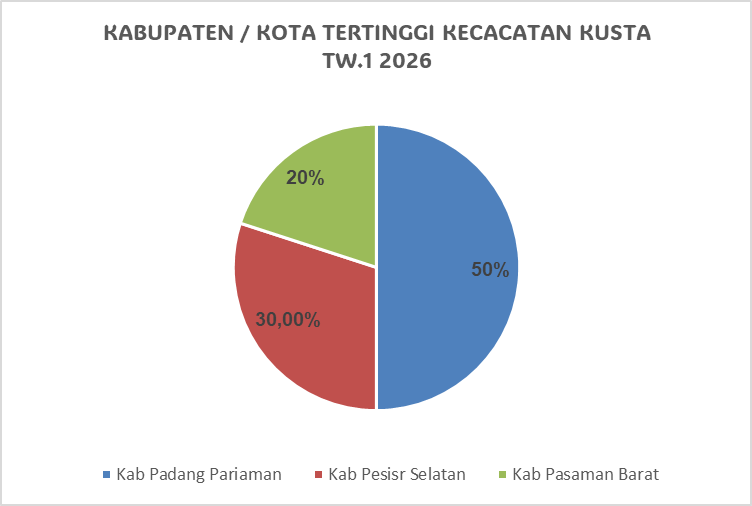 KABUPATEN / KOTA TERTINGGI KECACATAN KUSTA
TW.1 2026
20%
50%
30,00%
Kab Padang Pariaman
Kab Pesisr Selatan
Kab Pasaman Barat